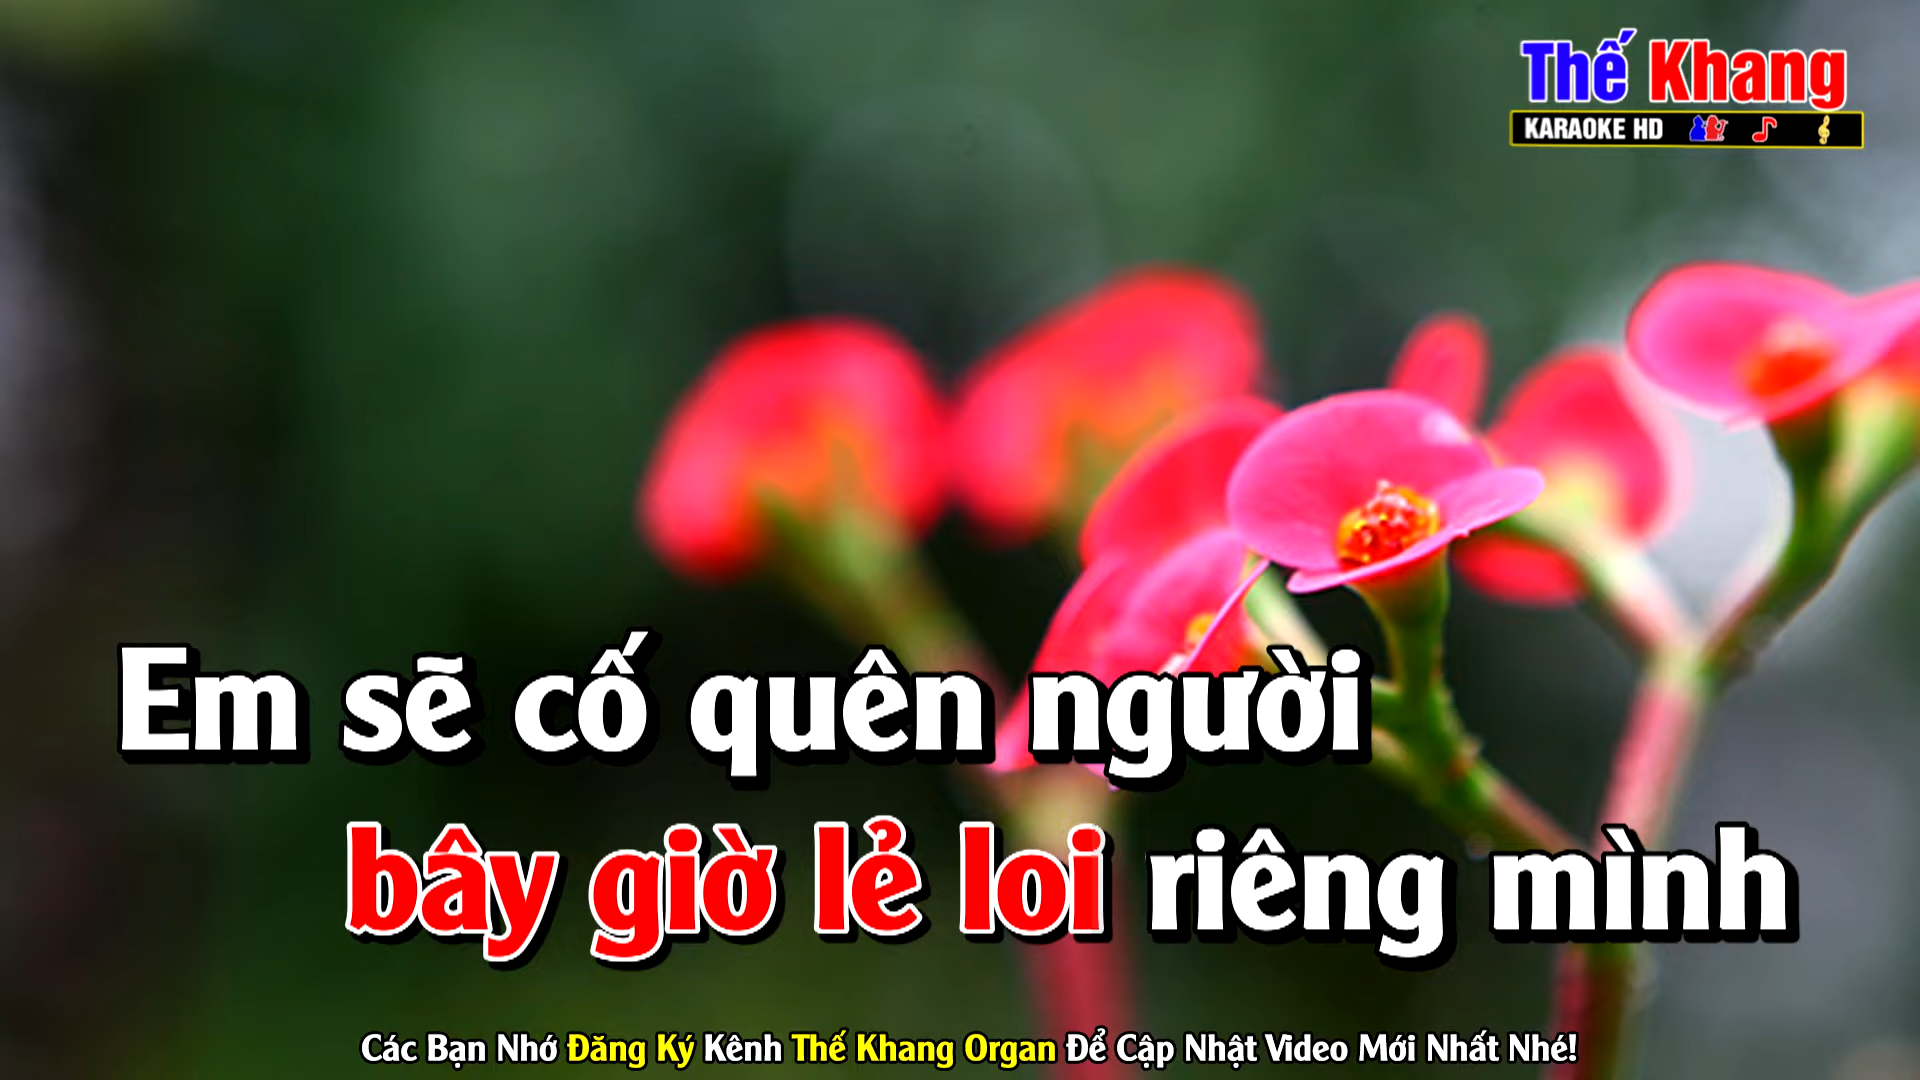 Thế Khang
KARAOKE HD
Em sẽ cố quên người
bây giờ lẻ loi riêng mình
Các Bạn Nhớ Đăng Ký Kênh Thế Khang Organ Để Cập Nhật Video Mới Nhất Nhé!